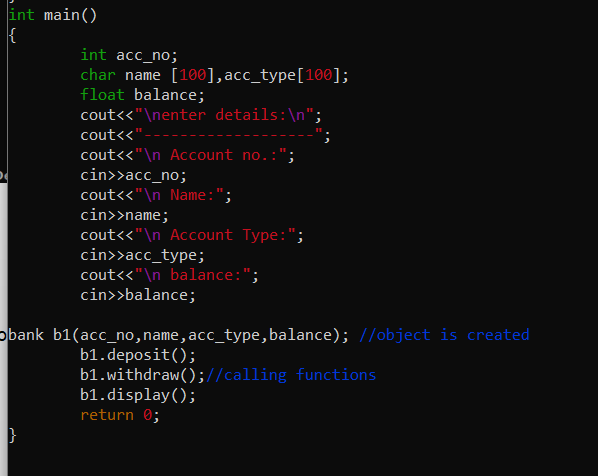 int main()
{
int acc_no;
char name [100],acc_type[100];
float balance;
cout<<"\nenter details:\n";
cout<<"-------------------";
cout<<"\n Account no.:";
cin>>acc_no;
cout<<"\n Name:";
cin>>name;
cout<<"\n Account Type:";
cin>>acc_type;
cout<<"\n balance:";
cin>>balance;
bank b1(acc_no,name,acc_type,balance); //object is created
b1.deposit();
b1.withdraw();//calling functions
b1.display();
return 0;
}